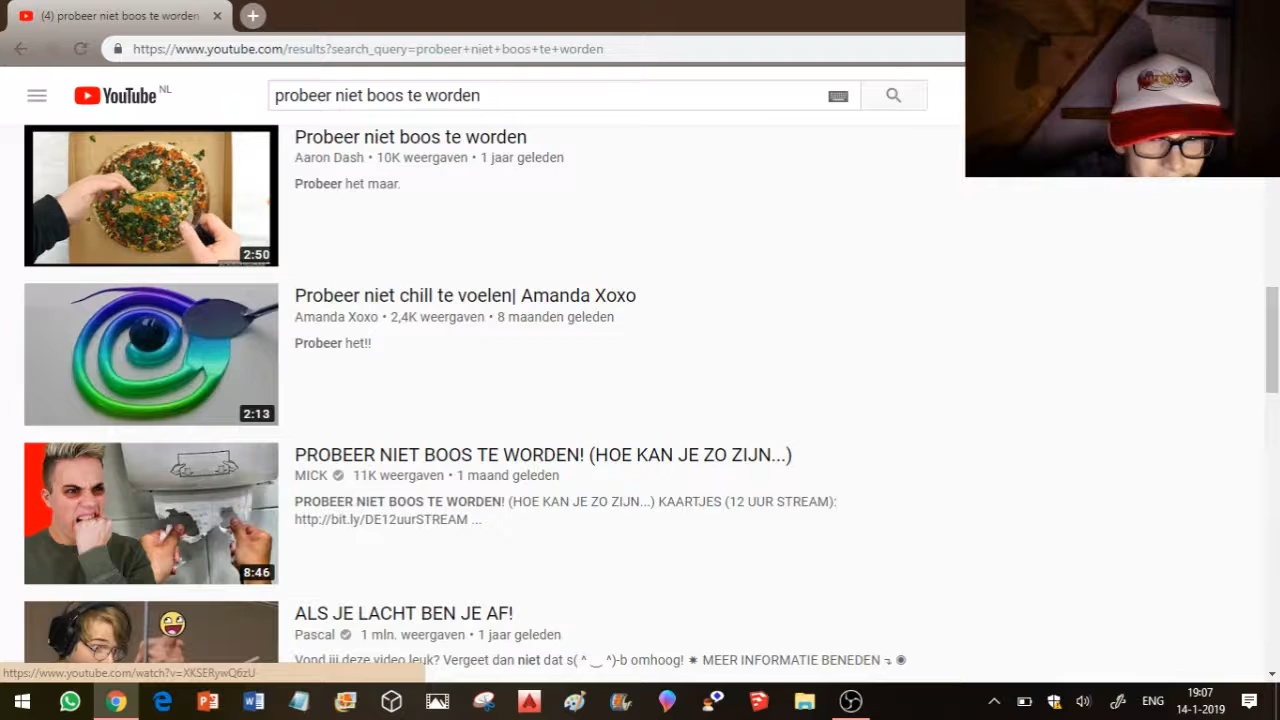 (4) probeer niet boos te worden
https://www.youtube.com/results?search_query=probeer+niet+boos+te+worden
YouTube NL
probeer niet boos te worden
Probeer niet boos te worden
Aaron Dash • 10K weergaven • 1 jaar geleden
Probeer het maar.
2:50
Probeer niet chill te voelen| Amanda Xoxo
Amanda Xoxo • 2,4K weergaven • 8 maanden geleden
Probeer het!!
2:13
PROBEER NIET BOOS TE WORDEN! (HOE KAN JE ZO ZIJN...)
MICK 11K weergaven • 1 maand geleden
PROBEER NIET BOOS TE WORDEN! (HOE KAN JE ZO ZIJN...) KAARTJES (12 UUR STREAM):
http://bit.ly/DE12uurSTREAM ...
8:46
ALS JE LACHT BEN JE AF!
Pascal 1 mln. weergaven • 1 jaar geleden
Vond jij deze video leuk? Vergeet dan niet dat s( ^ ‿ ^)-b omhoog! ✷ MEER INFORMATIE BENEDEN ⤵ ◉
https://www.youtube.com/watch?v=XKSERywQ6zU
ENG
19:07
14-1-2019